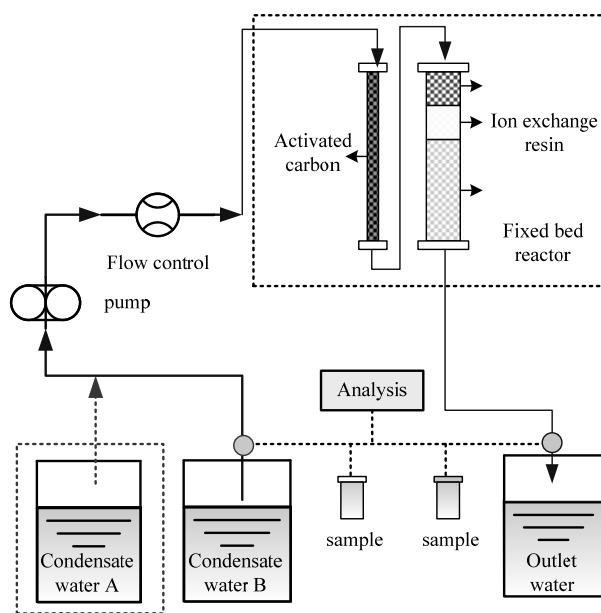 Activated
carbon
Ion exchange
resin
Fixed bed
reactor
Flow control
pump
Analysis
Condensate
water A
Condensate
water B
sample
sample
Outlet
water